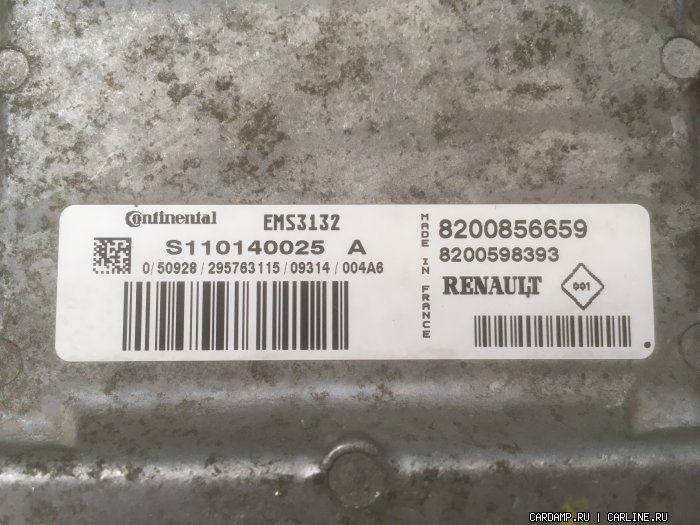 Continental EMS3132
S110140025 A
0/50928/295763115/09314/004A6
MADE IN FRANCE
8200856659
8200598393
RENAULT 001
CARDAMP.RU | CARLINE.RU